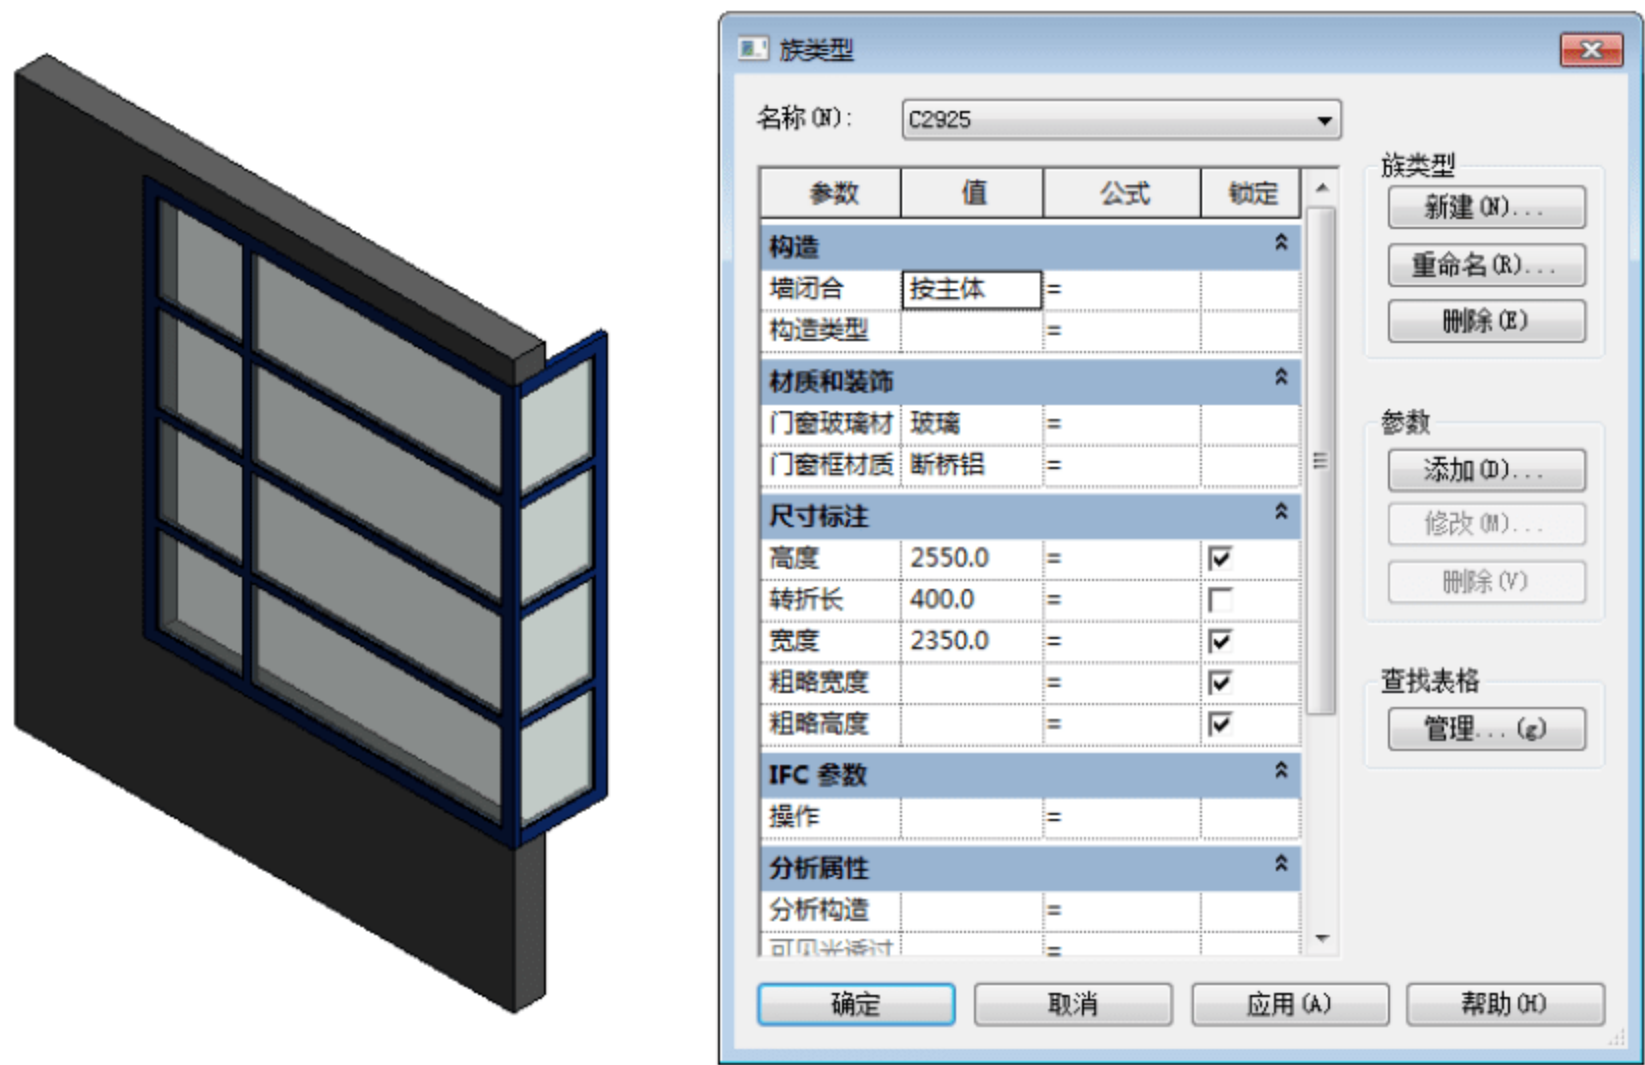 族类型
名称(N): C2925
参数 值 公式 锁定
构造
墙闭合 按主体 =
构造类型 =
材质和装饰
门窗玻璃材 玻璃 =
门窗框材质 断桥铝 =
尺寸标注
高度 2550.0 =
转折长 400.0 =
宽度 2350.0 =
粗略宽度 =
粗略高度 =
IFC 参数
操作 =
分析属性
分析构造 =
可见光透过 =
族类型
新建(N)...
重命名(R)...
删除(E)
参数
添加(D)...
修改(M)...
删除(V)
查找表格
管理...(g)
确定 取消 应用(A) 帮助(H)